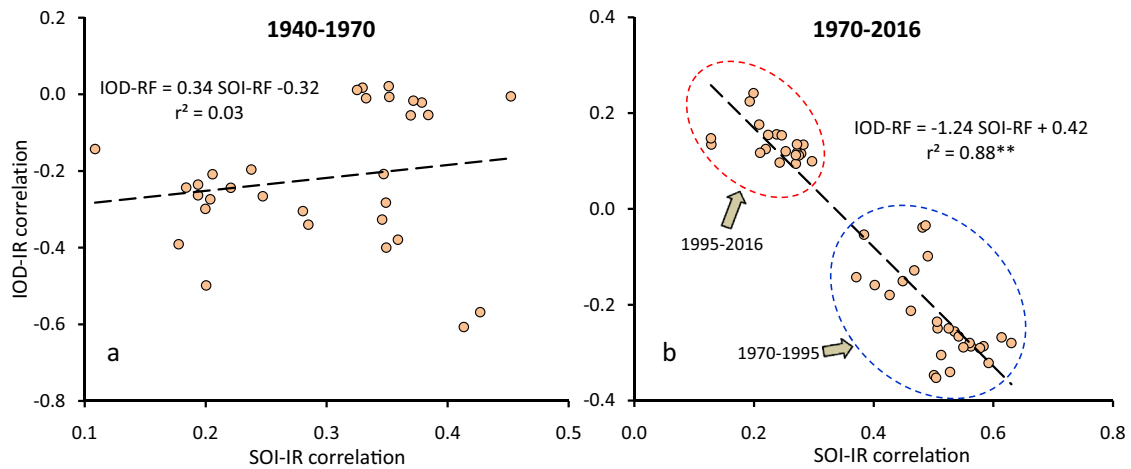 1940-1970
IOD-RF = 0.34 SOI-RF -0.32
r² = 0.03
0.2
0.0
-0.2
-0.4
-0.6
-0.8
IOD-IR correlation
a
0.1
0.2
0.3
0.4
0.5
SOI-IR correlation
1970-2016
IOD-RF = -1.24 SOI-RF + 0.42
r² = 0.88**
0.4
0.2
0.0
-0.2
-0.4
1995-2016
1970-1995
b
0.0
0.2
0.4
0.6
0.8
SOI-IR correlation